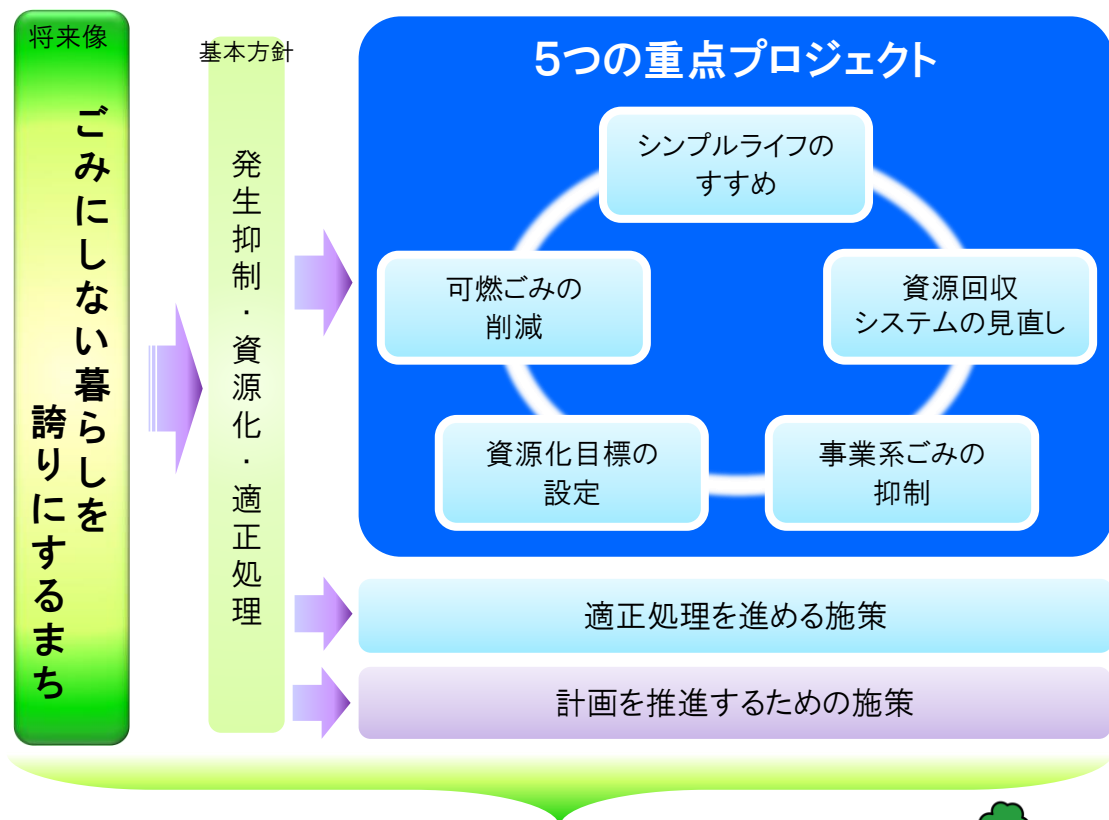 将来像
ごみにしない暮らしを
誇りにするまち
基本方針
発生抑制・資源化・適正処理
5つの重点プロジェクト
シンプルライフの
すすめ
可燃ごみの
削減
資源回収
システムの見直し
資源化目標の
設定
事業系ごみの
抑制
適正処理を進める施策
計画を推進するための施策